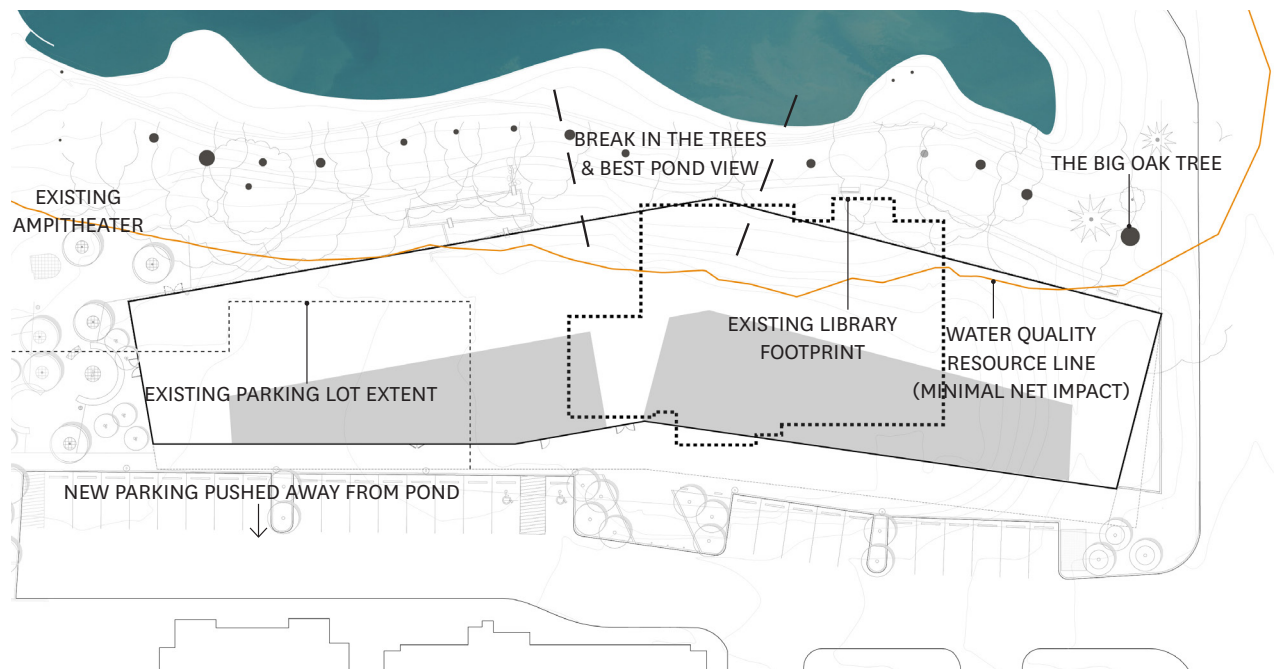 BREAK IN THE TREES
& BEST POND VIEW
THE BIG OAK TREE
EXISTING
AMPITHEATER
EXISTING LIBRARY
FOOTPRINT
WATER QUALITY
RESOURCE LINE
(MINIMAL NET IMPACT)
EXISTING PARKING LOT EXTENT
NEW PARKING PUSHED AWAY FROM POND